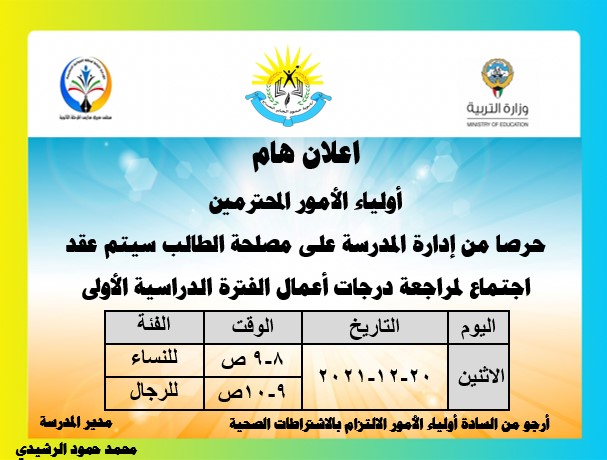 وزارة التربية
MINISTRY OF EDUCATION
اعلان هام
أولياء الأمور المحترمين
حرصا من إدارة المدرسة على مصلحة الطالب سيتم عقد
اجتماع لمراجعة درجات أعمال الفترة الدراسية الأولى
اليوم التاريخ الوقت الفئة
الاثنين ٢٠-١٢-٢٠٢١ ٨-٩ ص للنساء
٩-١٠ص للرجال
أرجو من السادة أولياء الأمور الالتزام بالاشتراطات الصحية
مدير المدرسة
محمد حمود الرشيدي